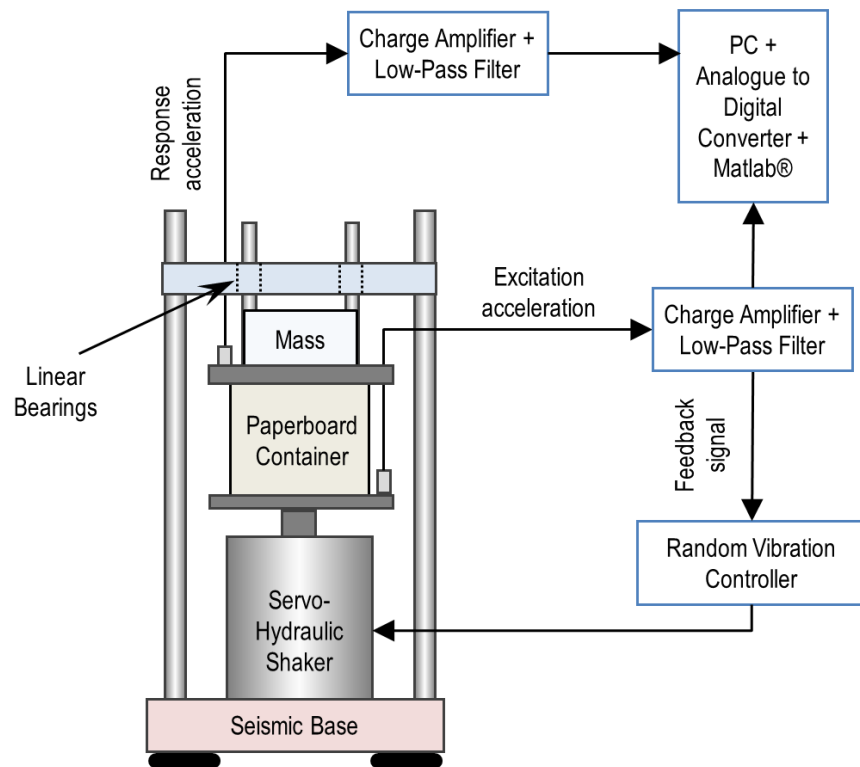 Charge Amplifier +
Low-Pass Filter
PC +
Analogue to
Digital
Converter +
Matlab®
Response
acceleration
Excitation
acceleration
Charge Amplifier +
Low-Pass Filter
Mass
Linear
Bearings
Paperboard
Container
Feedback
signal
Random Vibration
Controller
Servo-
Hydraulic
Shaker
Seismic Base